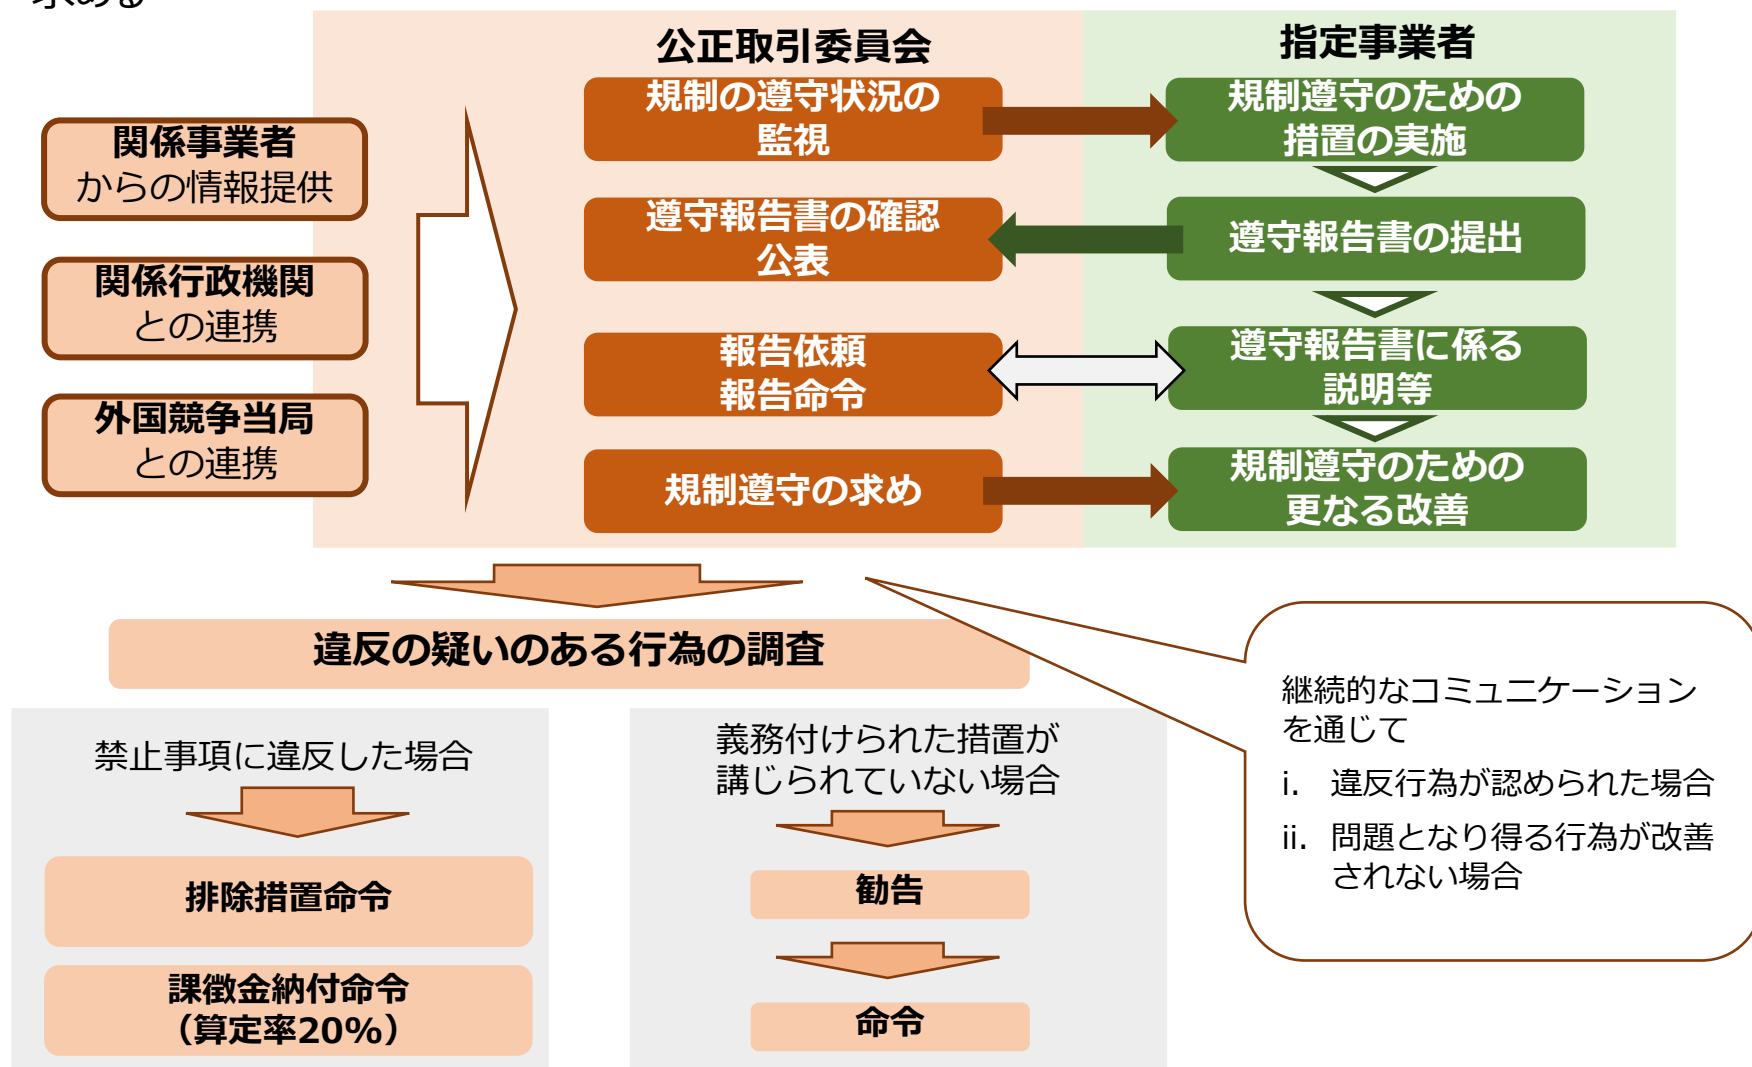 求める
公正取引委員会
指定事業者
関係事業者
からの情報提供
関係行政機関
との連携
外国競争当局
との連携
規制の遵守状況の
監視
規制遵守のための
措置の実施
遵守報告書の確認
公表
遵守報告書の提出
報告依頼
報告命令
遵守報告書に係る
説明等
規制遵守の求め
規制遵守のための
更なる改善
違反の疑いのある行為の調査
継続的なコミュニケーション
を通じて
i. 違反行為が認められた場合
ii. 問題となり得る行為が改善
されない場合
禁止事項に違反した場合
排除措置命令
課徴金納付命令
（算定率20%）
義務付けられた措置が
講じられていない場合
勧告
命令